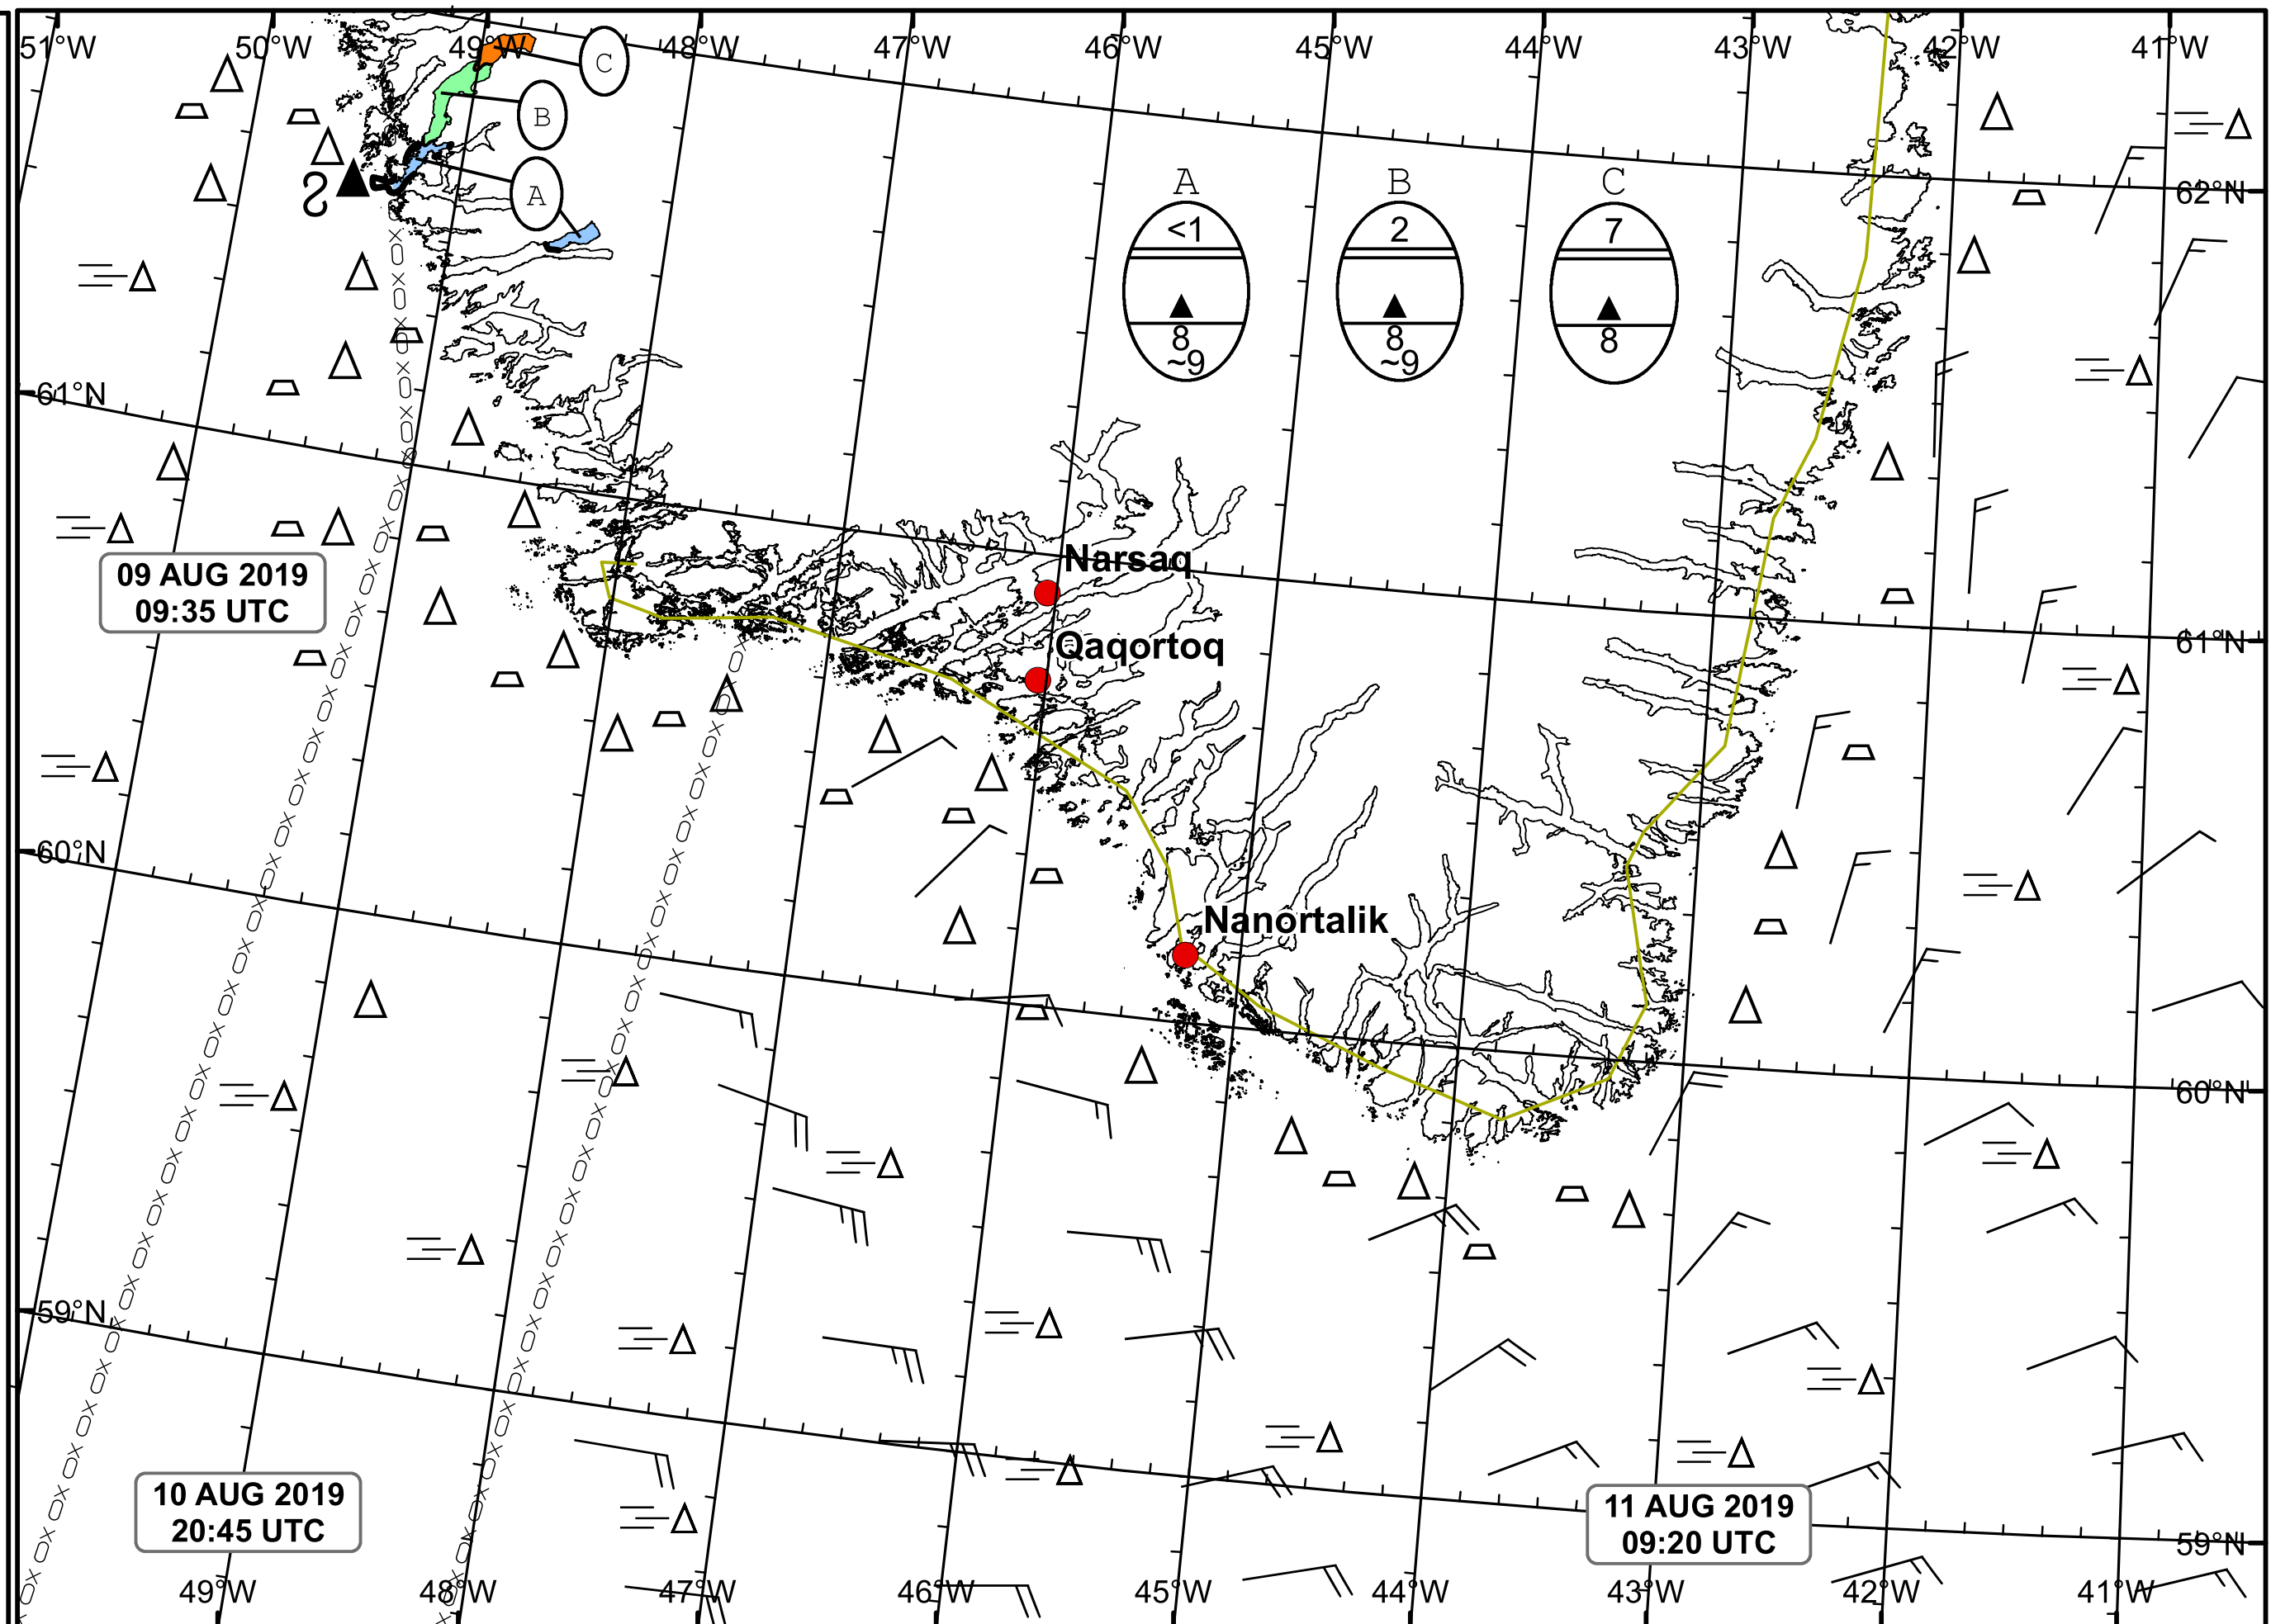 51°W 50°W 49°W 48°W 47°W 46°W 45°W 44°W 43°W 42°W 41°W
C
B
A
A B C
<1 2 7
8 8 8
~9 ~9
62°N
61°N
Narsaq
09 AUG 2019
09:35 UTC
Qaqortoq
61°N
60°N
Nanortalik
60°N
59°N
10 AUG 2019
20:45 UTC
11 AUG 2019
09:20 UTC
59°N
49°W 48°W 47°W 46°W 45°W 44°W 43°W 42°W 41°W